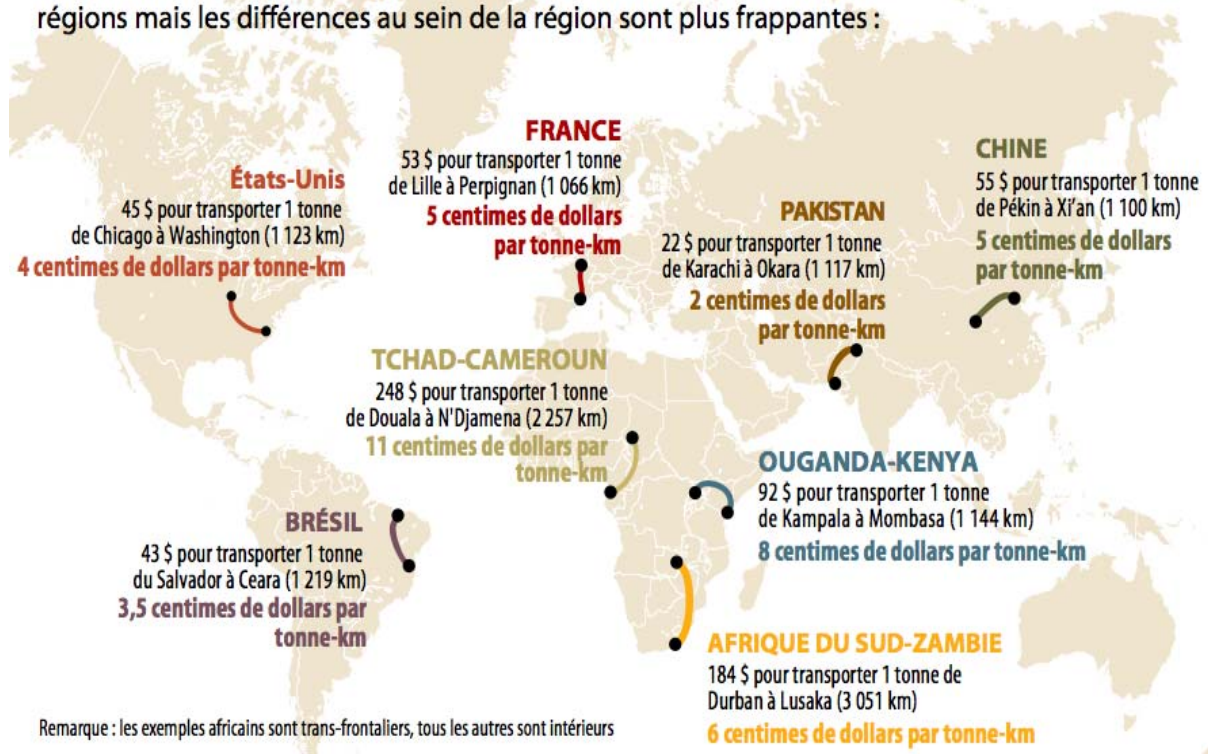 régions mais les différences au sein de la région sont plus frappantes :
FRANCE
53 $ pour transporter 1 tonne
de Lille à Perpignan (1 066 km)
5 centimes de dollars
par tonne-km
États-Unis
45 $ pour transporter 1 tonne
de Chicago à Washington (1 123 km)
4 centimes de dollars par tonne-km
CHINE
55 $ pour transporter 1 tonne
de Pékin à Xi’an (1 100 km)
5 centimes de dollars
par tonne-km
PAKISTAN
22 $ pour transporter 1 tonne
de Karachi à Okara (1 117 km)
2 centimes de dollars
par tonne-km
TCHAD-CAMEROUN
248 $ pour transporter 1 tonne
de Douala à N'Djamena (2 257 km)
11 centimes de dollars par
tonne-km
OUGANDA-KENYA
92 $ pour transporter 1 tonne
de Kampala à Mombasa (1 144 km)
8 centimes de dollars par tonne-km
BRÉSIL
43 $ pour transporter 1 tonne
du Salvador à Ceara (1 219 km)
3,5 centimes de dollars par
tonne-km
AFRIQUE DU SUD-ZAMBIE
184 $ pour transporter 1 tonne de
Durban à Lusaka (3 051 km)
6 centimes de dollars par tonne-km
Remarque : les exemples africains sont trans-frontaliers, tous les autres sont intérieurs